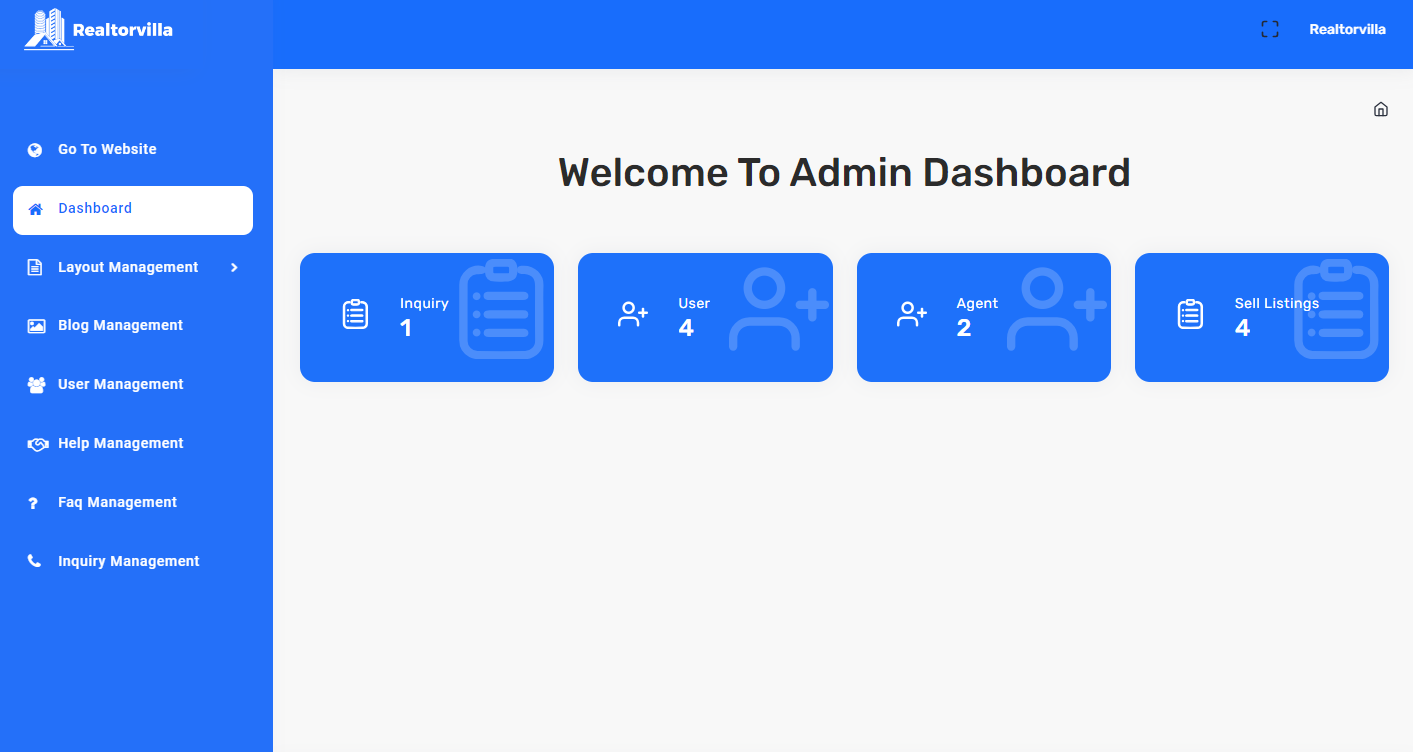 Realtorvilla
Realtorvilla
Go To Website
Dashboard
Layout Management
Blog Management
User Management
Help Management
Faq Management
Inquiry Management
Welcome To Admin Dashboard
Inquiry
1
User
4
Agent
2
Sell Listings
4